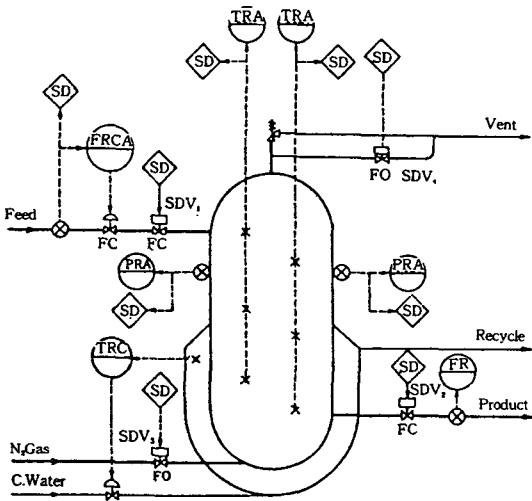 TRA TRA
SD SD SD SD
FRCA SD Vent
FO SDV₄
SDV₁
Feed
FC FC
PRA PRA
SD SD
TRC Recycle
SD FR
SD SDV₂
SDV₃ FC Product
N₂Gas
FO
C.Water